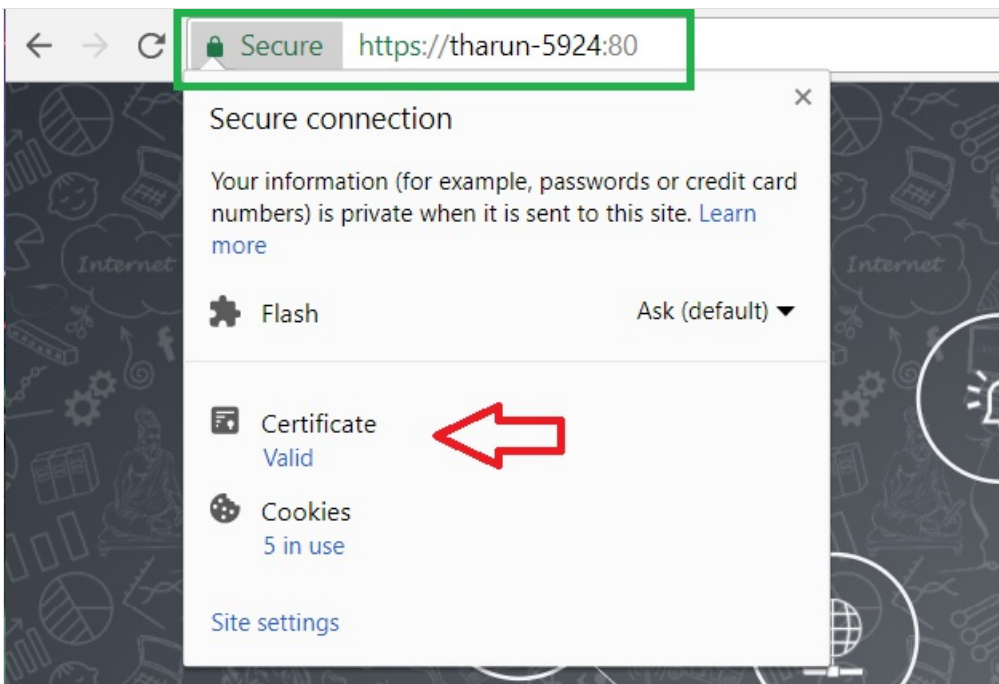 Secure https://tharun-5924:80
Secure connection
Your information (for example, passwords or credit card
numbers) is private when it is sent to this site. Learn
more
Internet
Internet
Flash Ask (default)
Certificate
Valid
Cookies
5 in use
Site settings